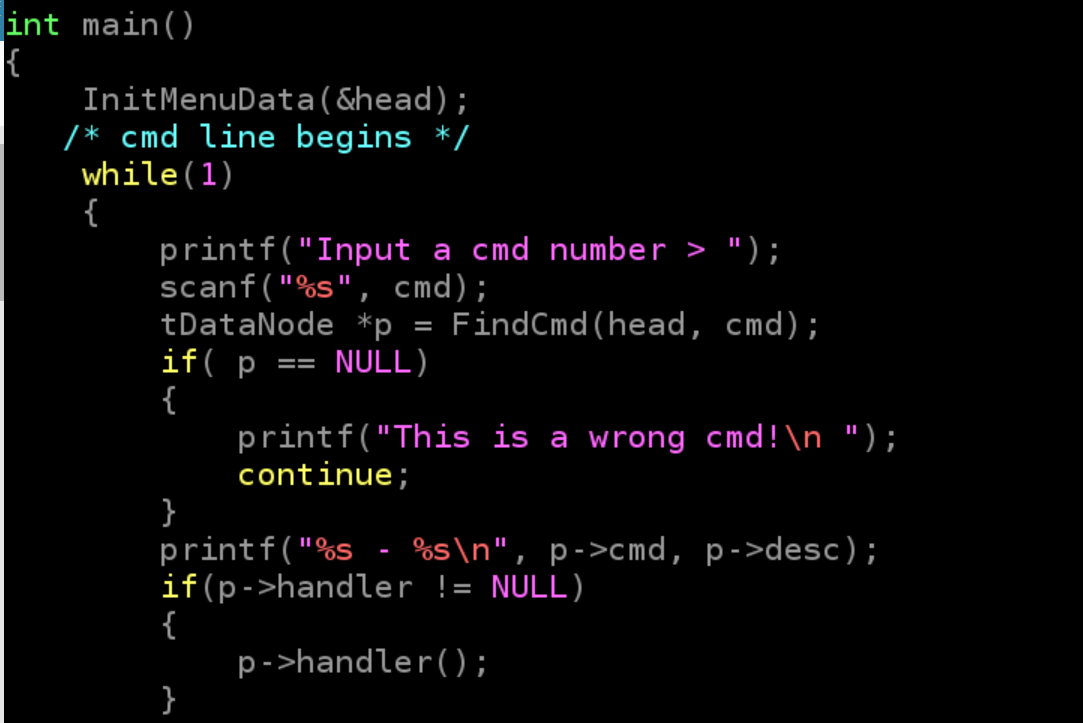 int main()
{
    InitMenuData(&head);
   /* cmd line begins */
    while(1)
    {
        printf("Input a cmd number > ");
        scanf("%s", cmd);
        tDataNode *p = FindCmd(head, cmd);
        if( p == NULL)
        {
            printf("This is a wrong cmd!\n ");
            continue;
        }
        printf("%s - %s\n", p->cmd, p->desc);
        if(p->handler != NULL)
        {
            p->handler();
        }